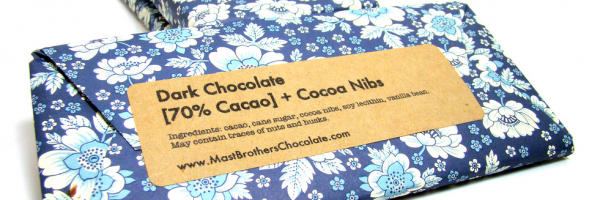 Dark Chocolate
[70% Cacao] + Cocoa Nibs
Ingredients: cacao, cane sugar, cocoa nibs, soy lecithin, vanilla bean.
May contain traces of nuts and husks.
www.MastBrothersChocolate.com